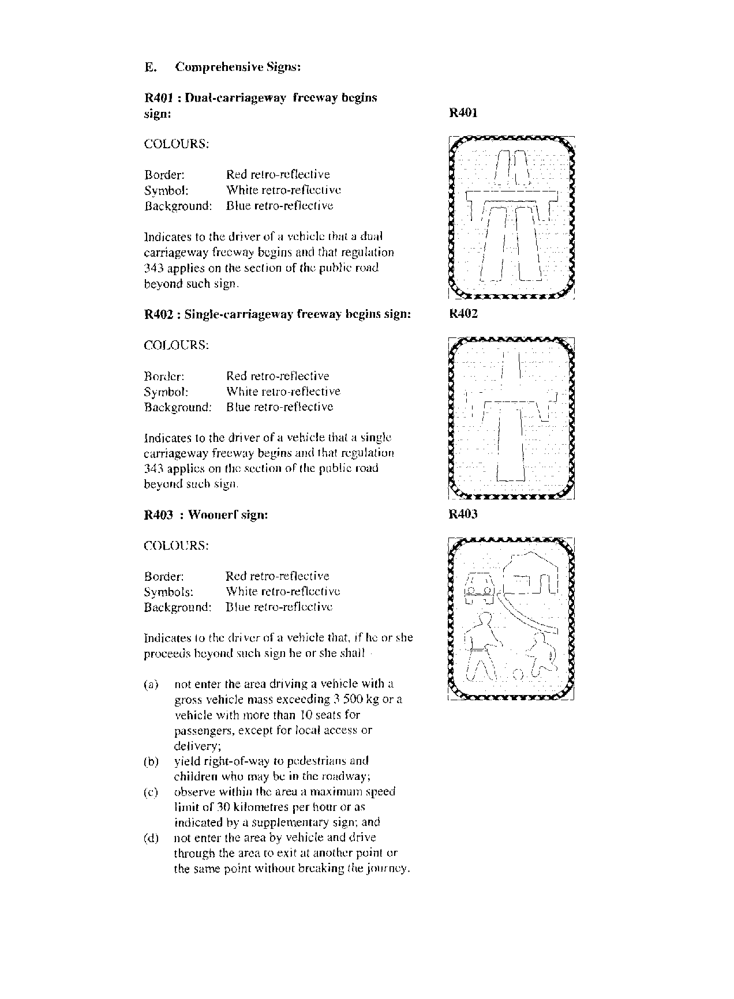 E. Comprehensive Signs:
R401 : Dual-carriageway freeway begins
sign:
R401
COLOURS:
Border: Red retro-reflective
Symbol: White retro-reflective
Background: Blue retro-reflective
Indicates to the driver of a vehicle that a dual
carriageway freeway begins and that regulation
343 applies on the section of the public road
beyond such sign.
R402 : Single-carriageway freeway begins sign:
R402
COLOURS:
Border: Red retro-reflective
Symbol: White retro-reflective
Background: Blue retro-reflective
Indicates to the driver of a vehicle that a single
carriageway freeway begins and that regulation
343 applies on the section of the public road
beyond such sign.
R403 : Woonerf sign:
R403
COLOURS:
Border: Red retro-reflective
Symbols: White retro-reflective
Background: Blue retro-reflective
Indicates to the driver of a vehicle that, if he or she
proceeds beyond such sign he or she shall -
(a) not enter the area driving a vehicle with a
gross vehicle mass exceeding 3 500 kg or a
vehicle with more than 10 seats for
passengers, except for local access or
delivery;
(b) yield right-of-way to pedestrians and
children who may be in the roadway;
(c) observe within the area a maximum speed
limit of 30 kilometres per hour or as
indicated by a supplementary sign; and
(d) not enter the area by vehicle and drive
through the area to exit at another point or
the same point without breaking the journey.